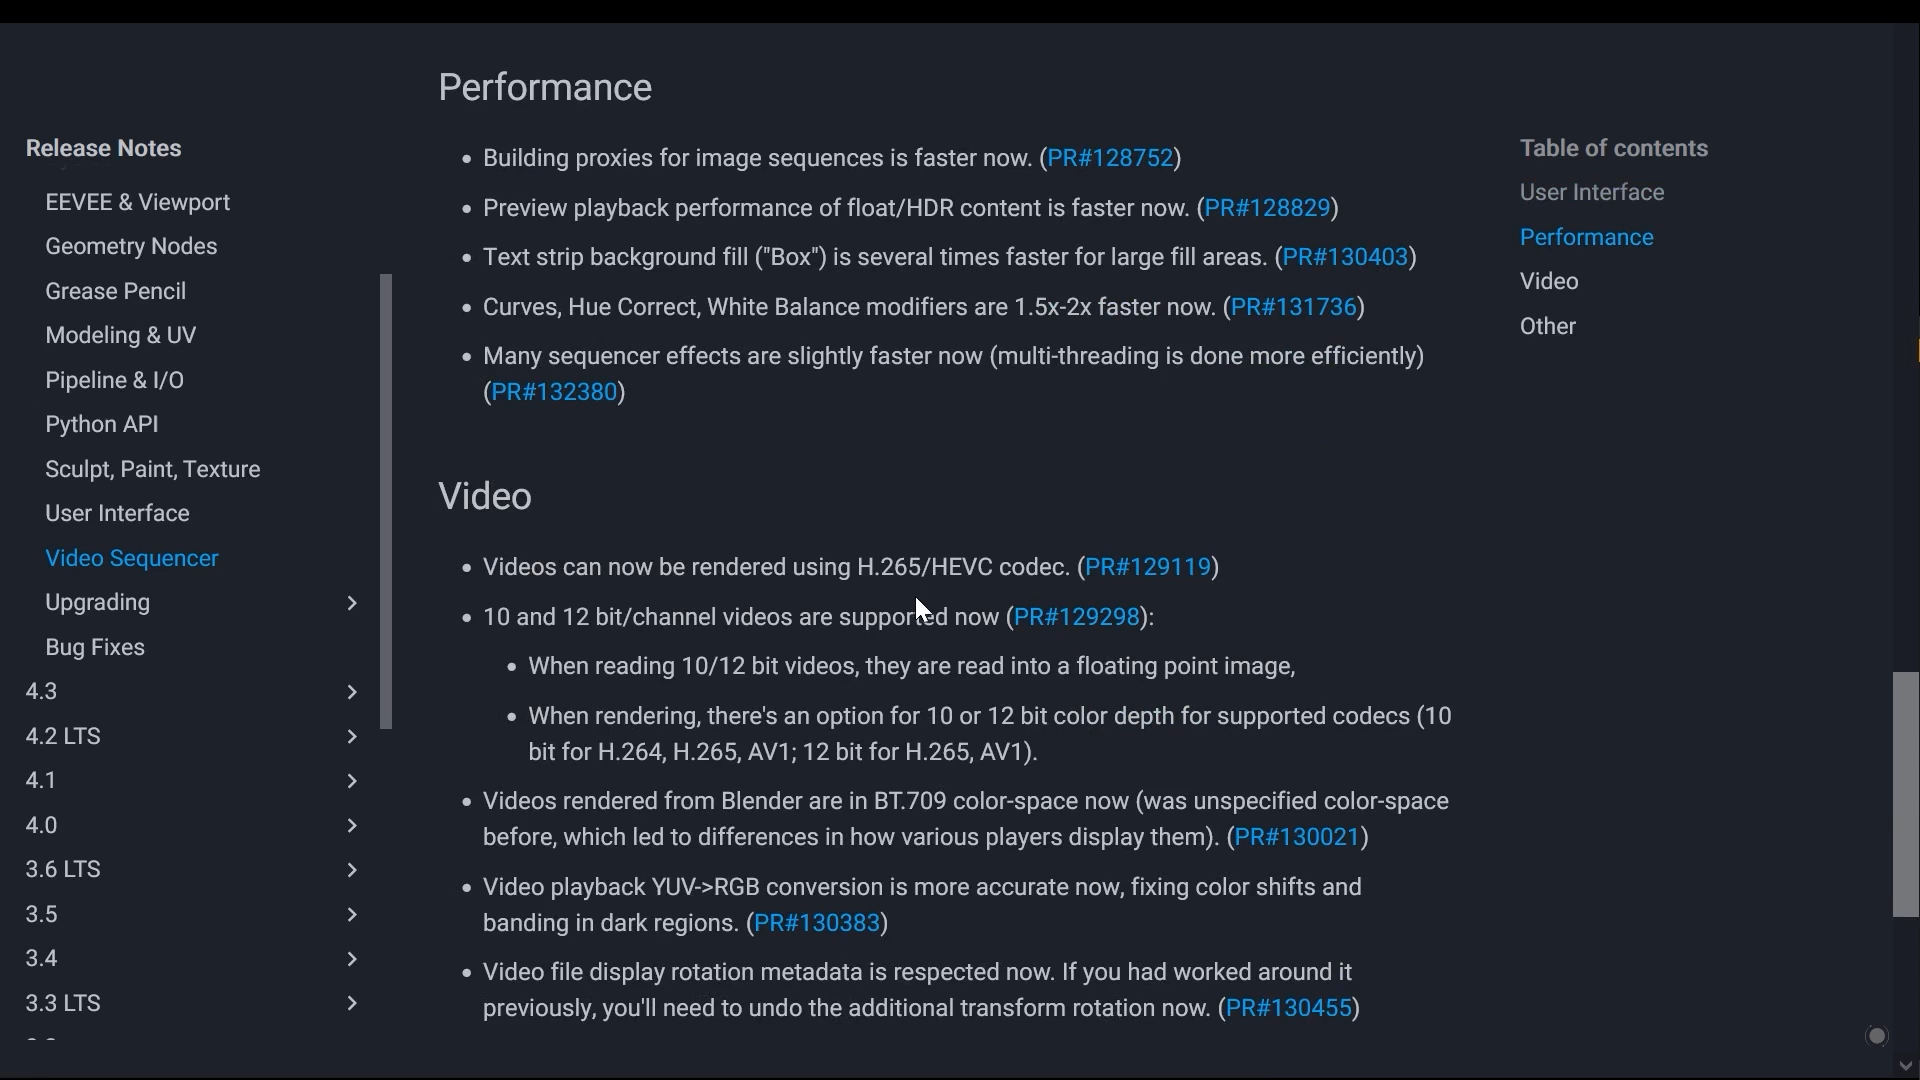 Performance
Release Notes
EEVEE & Viewport
Geometry Nodes
Grease Pencil
Modeling & UV
Pipeline & I/O
Python API
Sculpt, Paint, Texture
User Interface
Video Sequencer
Upgrading
Bug Fixes
4.3
4.2 LTS
4.1
4.0
3.6 LTS
3.5
3.4
3.3 LTS
• Building proxies for image sequences is faster now. (PR#128752)
• Preview playback performance of float/HDR content is faster now. (PR#128829)
• Text strip background fill ("Box") is several times faster for large fill areas. (PR#130403)
• Curves, Hue Correct, White Balance modifiers are 1.5x-2x faster now. (PR#131736)
• Many sequencer effects are slightly faster now (multi-threading is done more efficiently)
(PR#132380)
Video
• Videos can now be rendered using H.265/HEVC codec. (PR#129119)
• 10 and 12 bit/channel videos are supported now (PR#129298):
• When reading 10/12 bit videos, they are read into a floating point image,
• When rendering, there's an option for 10 or 12 bit color depth for supported codecs (10
bit for H.264, H.265, AV1; 12 bit for H.265, AV1).
• Videos rendered from Blender are in BT.709 color-space now (was unspecified color-space
before, which led to differences in how various players display them). (PR#130021)
• Video playback YUV->RGB conversion is more accurate now, fixing color shifts and
banding in dark regions. (PR#130383)
• Video file display rotation metadata is respected now. If you had worked around it
previously, you'll need to undo the additional transform rotation now. (PR#130455)
Table of contents
User Interface
Performance
Video
Other